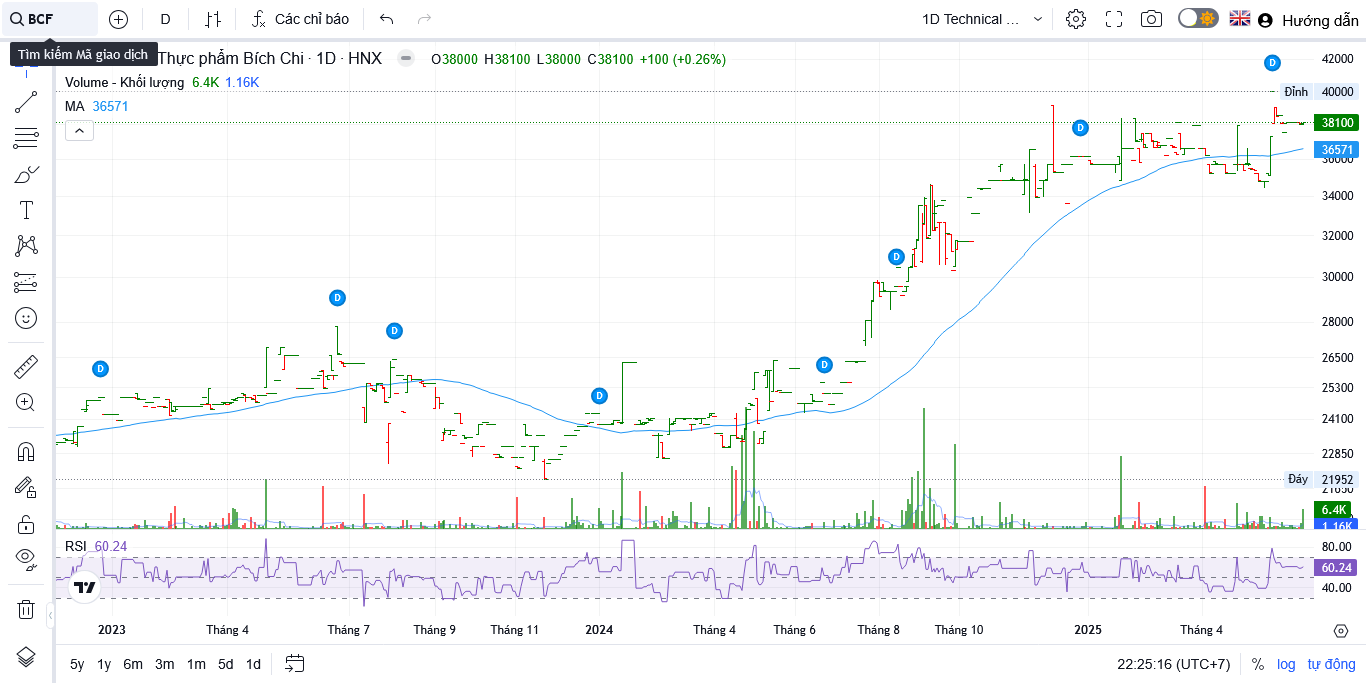 BCF
D
Các chỉ báo
1D Technical ...
Hướng dẫn
Tìm kiếm Mã giao dịch
Thực phẩm Bích Chi · 1D · HNX
O38000 H38100 L38000 C38100 +100 (+0.26%)
Volume - Khối lượng 6.4K 1.16K
MA 36571
D
D
D
D
D
D
D
D
42000
Đỉnh 40000
38100
36571
36000
34000
32000
30000
28000
26500
25300
24100
22850
Đáy 21952
21650
6.4K
1.16K
RSI 60.24
80.00
60.24
40.00
2023 Tháng 4 Tháng 7 Tháng 9 Tháng 11 2024 Tháng 4 Tháng 6 Tháng 8 Tháng 10 2025 Tháng 4
5y 1y 6m 3m 1m 5d 1d
22:25:16 (UTC+7) % log tự động